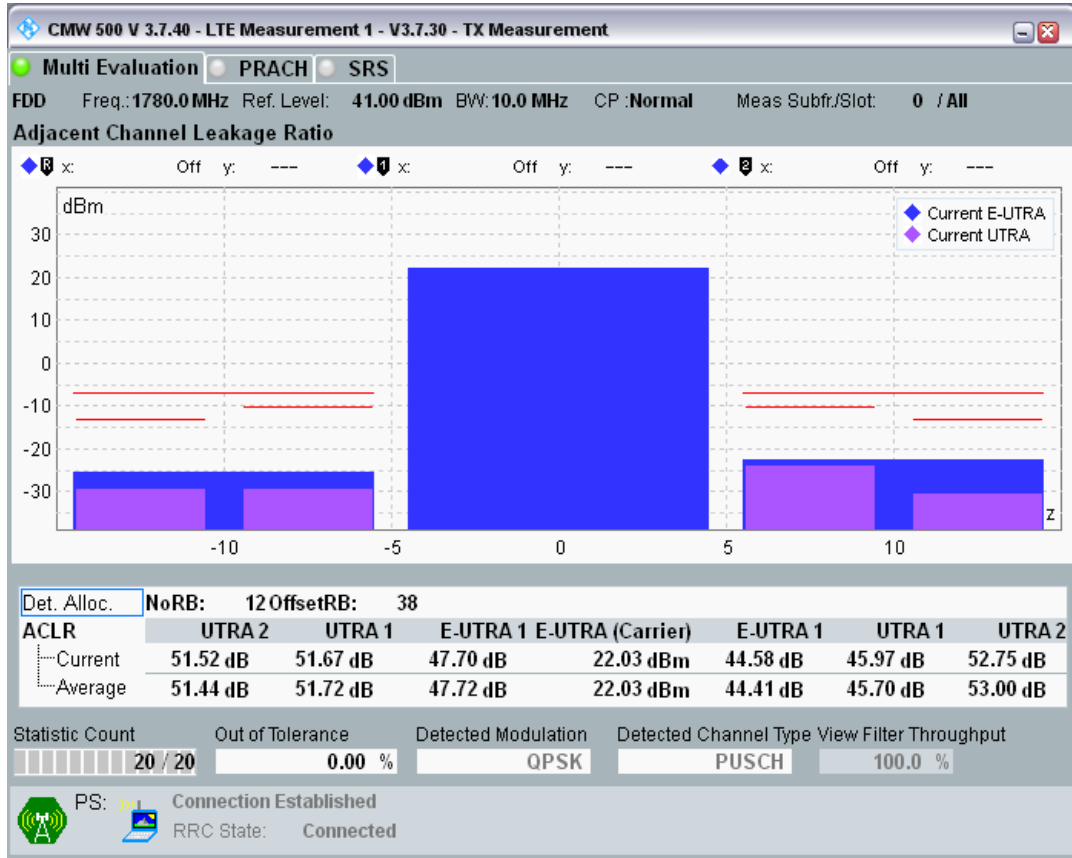 CMW 500 V 3.7.40 - LTE Measurement 1 - V3.7.30 - TX Measurement
Multi Evaluation PRACH SRS
FDD Freq.: 1780.0 MHz Ref. Level: 41.00 dBm BW: 10.0 MHz CP : Normal Meas Subfr./Slot: 0 / All
Adjacent Channel Leakage Ratio
R x: Off y: --- 1 x: Off y: --- 2 x: Off y: ---
dBm
Current E-UTRA
Current UTRA
30
20
10
0
-10
-20
-30
z
-10 -5 0 5 10
Det. Alloc. NoRB: 12 OffsetRB: 38
ACLR UTRA 2 UTRA 1 E-UTRA 1 E-UTRA (Carrier) E-UTRA 1 UTRA 1 UTRA 2
Current 51.52 dB 51.67 dB 47.70 dB 22.03 dBm 44.58 dB 45.97 dB 52.75 dB
Average 51.44 dB 51.72 dB 47.72 dB 22.03 dBm 44.41 dB 45.70 dB 53.00 dB
Statistic Count Out of Tolerance Detected Modulation Detected Channel Type View Filter Throughput
20 / 20 0.00 % QPSK PUSCH 100.0 %
PS: Connection Established
RRC State: Connected